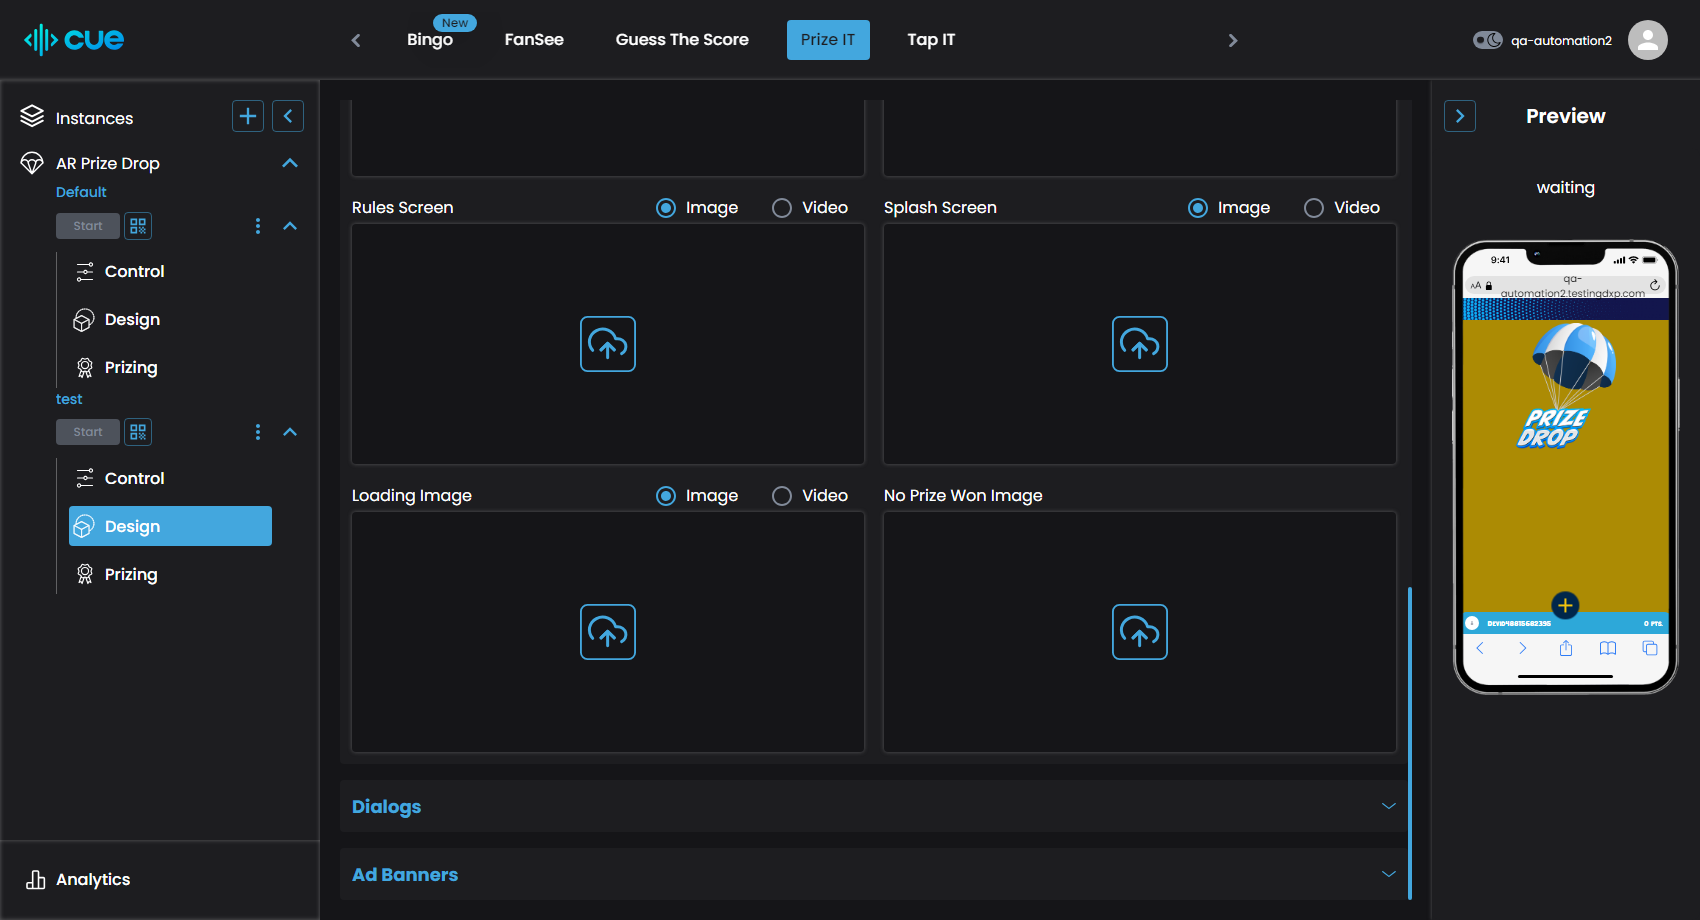 cue
New
Bingo
FanSee
Guess The Score
Prize IT
Tap IT
qa-automation2
Instances
AR Prize Drop
Default
Start
Control
Design
Prizing
test
Start
Control
Design
Prizing
Analytics
Rules Screen
Image
Video
Splash Screen
Image
Video
Loading Image
Image
Video
No Prize Won Image
Dialogs
Ad Banners
Preview
waiting
9:41
AA
qa-
automation2.testingdxp.com
PRIZE
DROP
0 PTS.